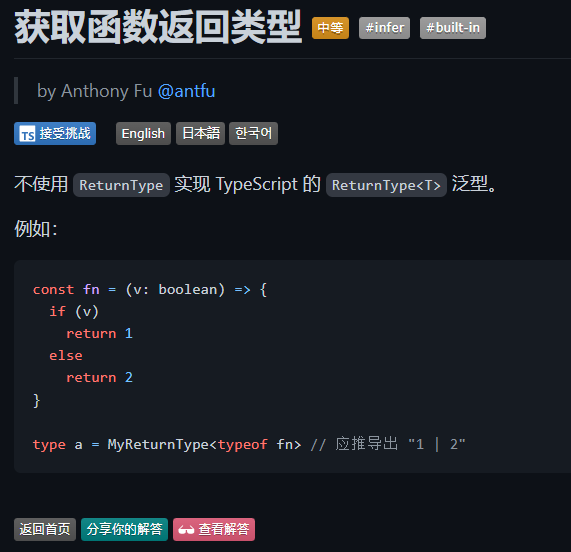 获取函数返回类型 中等 #infer #built-in
by Anthony Fu @antfu
TS 接受挑战 English 日本語 한국어
不使用 ReturnType 实现 TypeScript 的 ReturnType<T> 泛型。
例如：
const fn = (v: boolean) => {
  if (v)
    return 1
  else
    return 2
}
type a = MyReturnType<typeof fn> // 应推导出 "1 | 2"
返回首页 分享你的解答 查看解答